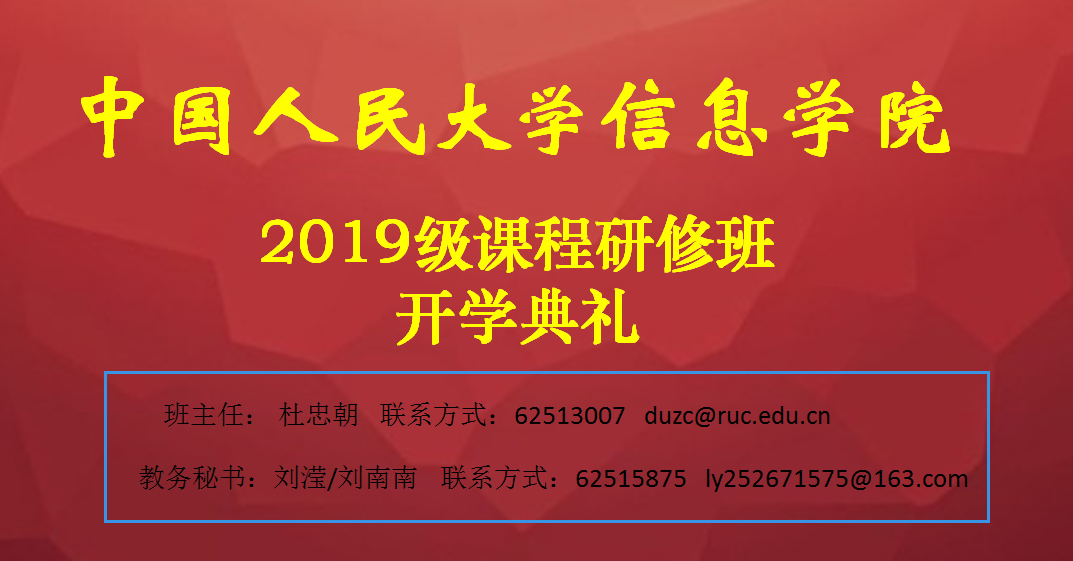 中国人民大学信息学院
2019级课程研修班
开学典礼
班主任： 杜忠朝 联系方式：62513007 duzc@ruc.edu.cn
教务秘书：刘滢/刘南南 联系方式：62515875 ly252671575@163.com